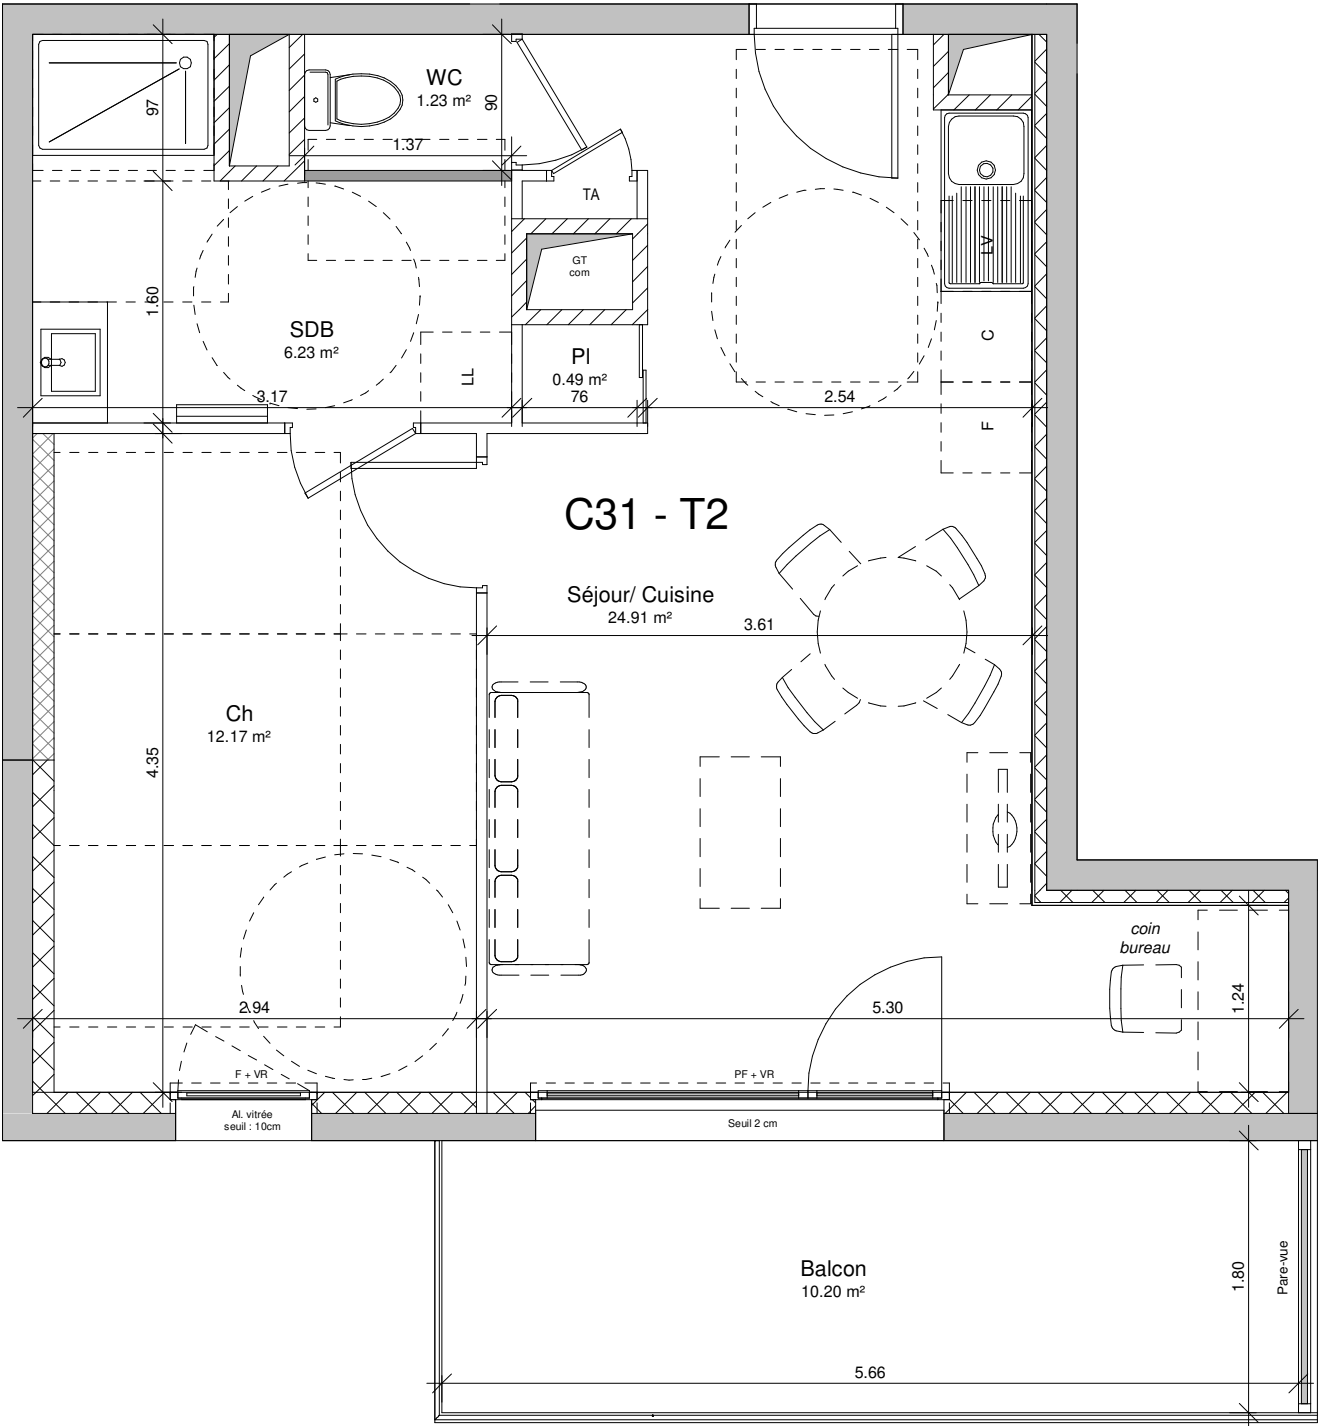 WC
1.23 m²
97
90
1.37
TA
GT
com
LV
1.60
SDB
6.23 m²
LL
Pl
0.49 m²
76
C
3.17
2.54
F
C31 - T2
Séjour/ Cuisine
24.91 m²
3.61
Ch
12.17 m²
4.35
coin
bureau
1.24
2.94
5.30
F + VR
PF + VR
Al. vitrée
seuil : 10cm
Seuil 2 cm
Balcon
10.20 m²
1.80
Pare-vue
5.66